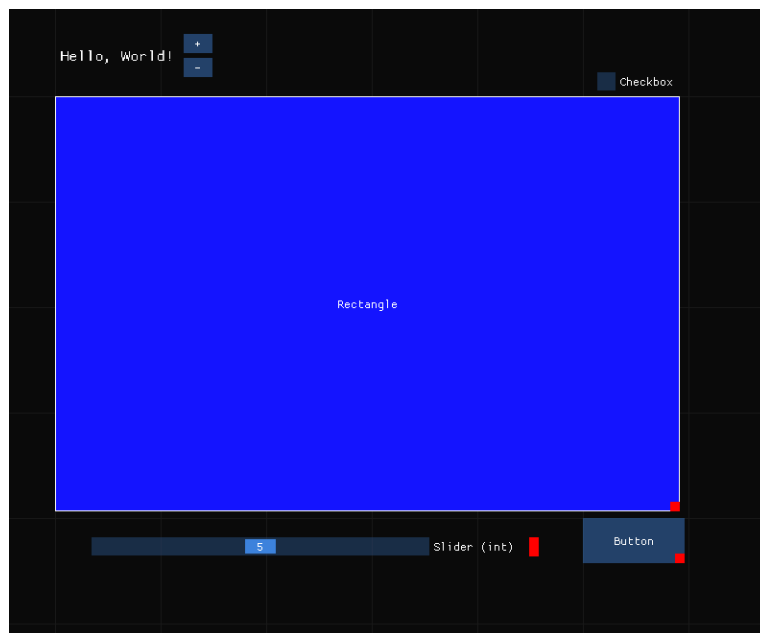 Hello, World!
+
-
Checkbox
Rectangle
5
Slider (int)
Button